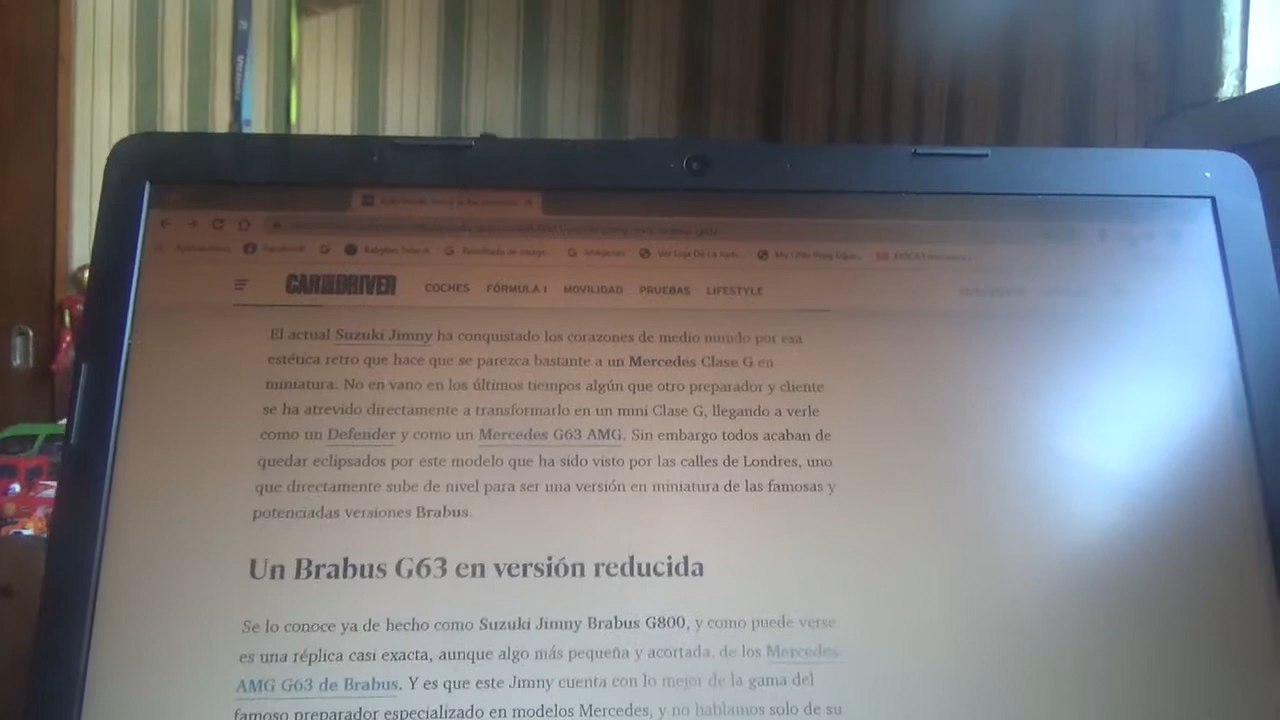 Facebook
CAR AND DRIVER
COCHES FÓRMULA 1 MOVILIDAD PRUEBAS LIFESTYLE
El actual Suzuki Jimny ha conquistado los corazones de medio mundo por esa
estética retro que hace que se parezca bastante a un Mercedes Clase G en
miniatura. No en vano en los últimos tiempos algún que otro preparador y cliente
se ha atrevido directamente a transformarlo en un mini Clase G, llegando a verle
como un Defender y como un Mercedes G63 AMG. Sin embargo todos acaban de
quedar eclipsados por este modelo que ha sido visto por las calles de Londres, uno
que directamente sube de nivel para ser una versión en miniatura de las famosas y
potenciadas versiones Brabus.
Un Brabus G63 en versión reducida
Se lo conoce ya de hecho como Suzuki Jimny Brabus G800, y como puede verse
es una réplica casi exacta, aunque algo más pequeña y acortada, de los Mercedes
AMG G63 de Brabus. Y es que este Jimny cuenta con lo mejor de la gama del
famoso preparador especializado en modelos Mercedes, y no hablamos solo de su